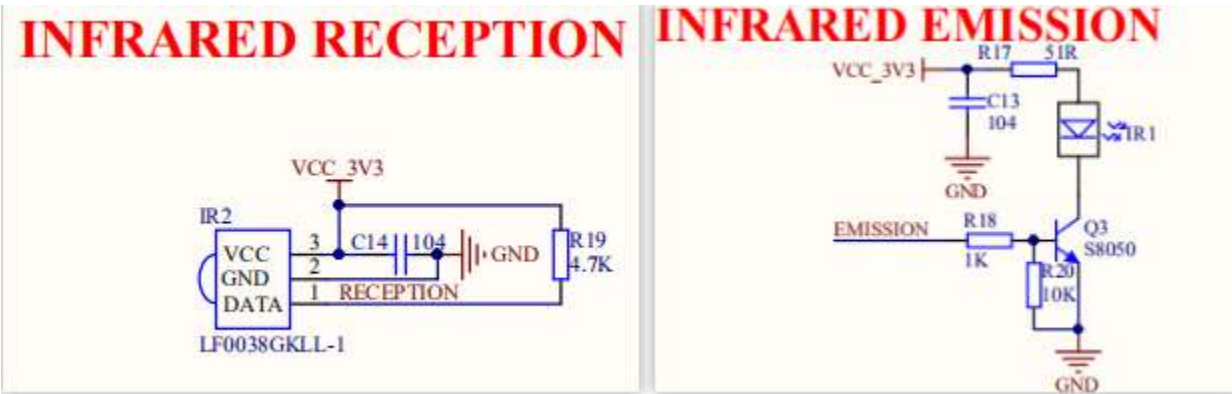 INFRARED RECEPTION
VCC_3V3
IR2
VCC 3
GND 2
DATA 1
C14 104
GND
R19
4.7K
RECEPTION
LF0038GKLL-1
INFRARED EMISSION
R17 51R
VCC_3V3
C13
104
IR1
GND
EMISSION
R18
1K
Q3
S8050
R20
10K
GND